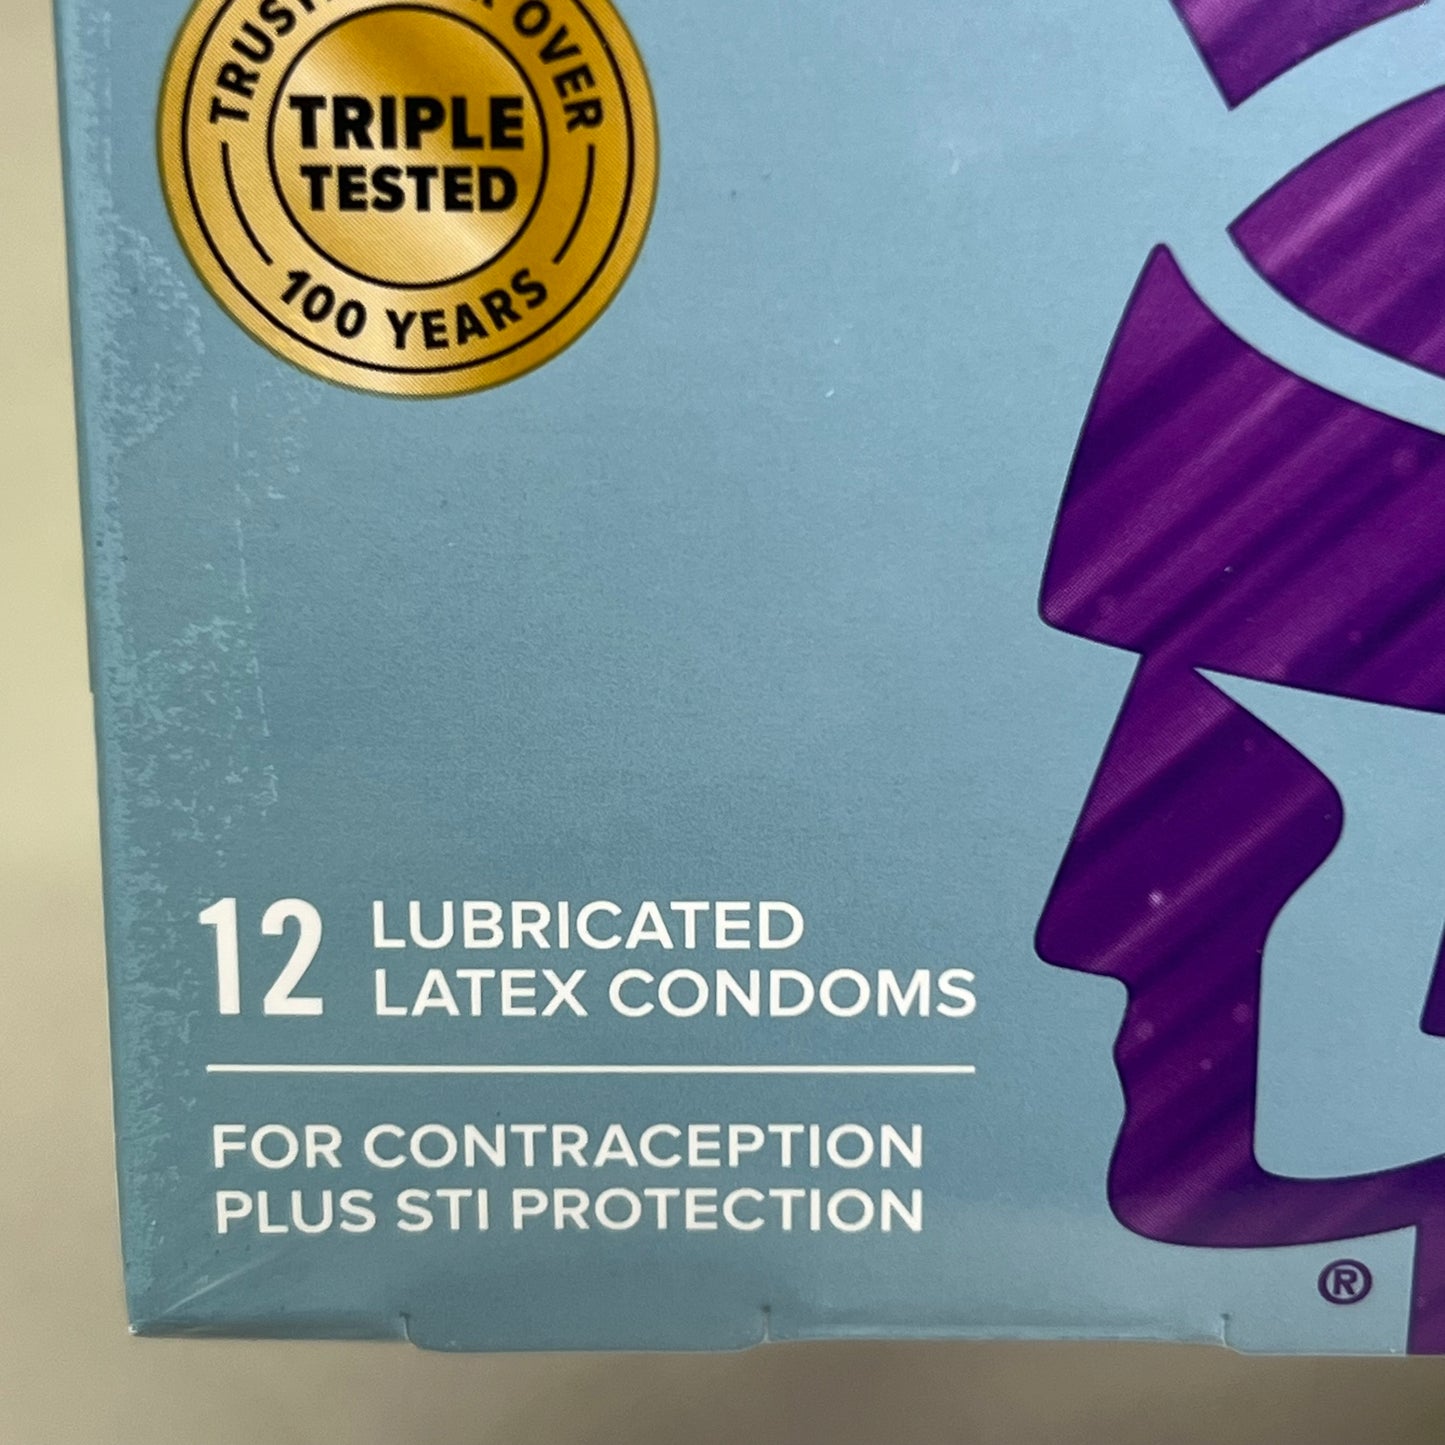 OVER
TRIPLE
TESTED
100 YEARS
12 LUBRICATED
LATEX CONDOMS
FOR CONTRACEPTION
PLUS STI PROTECTION
®